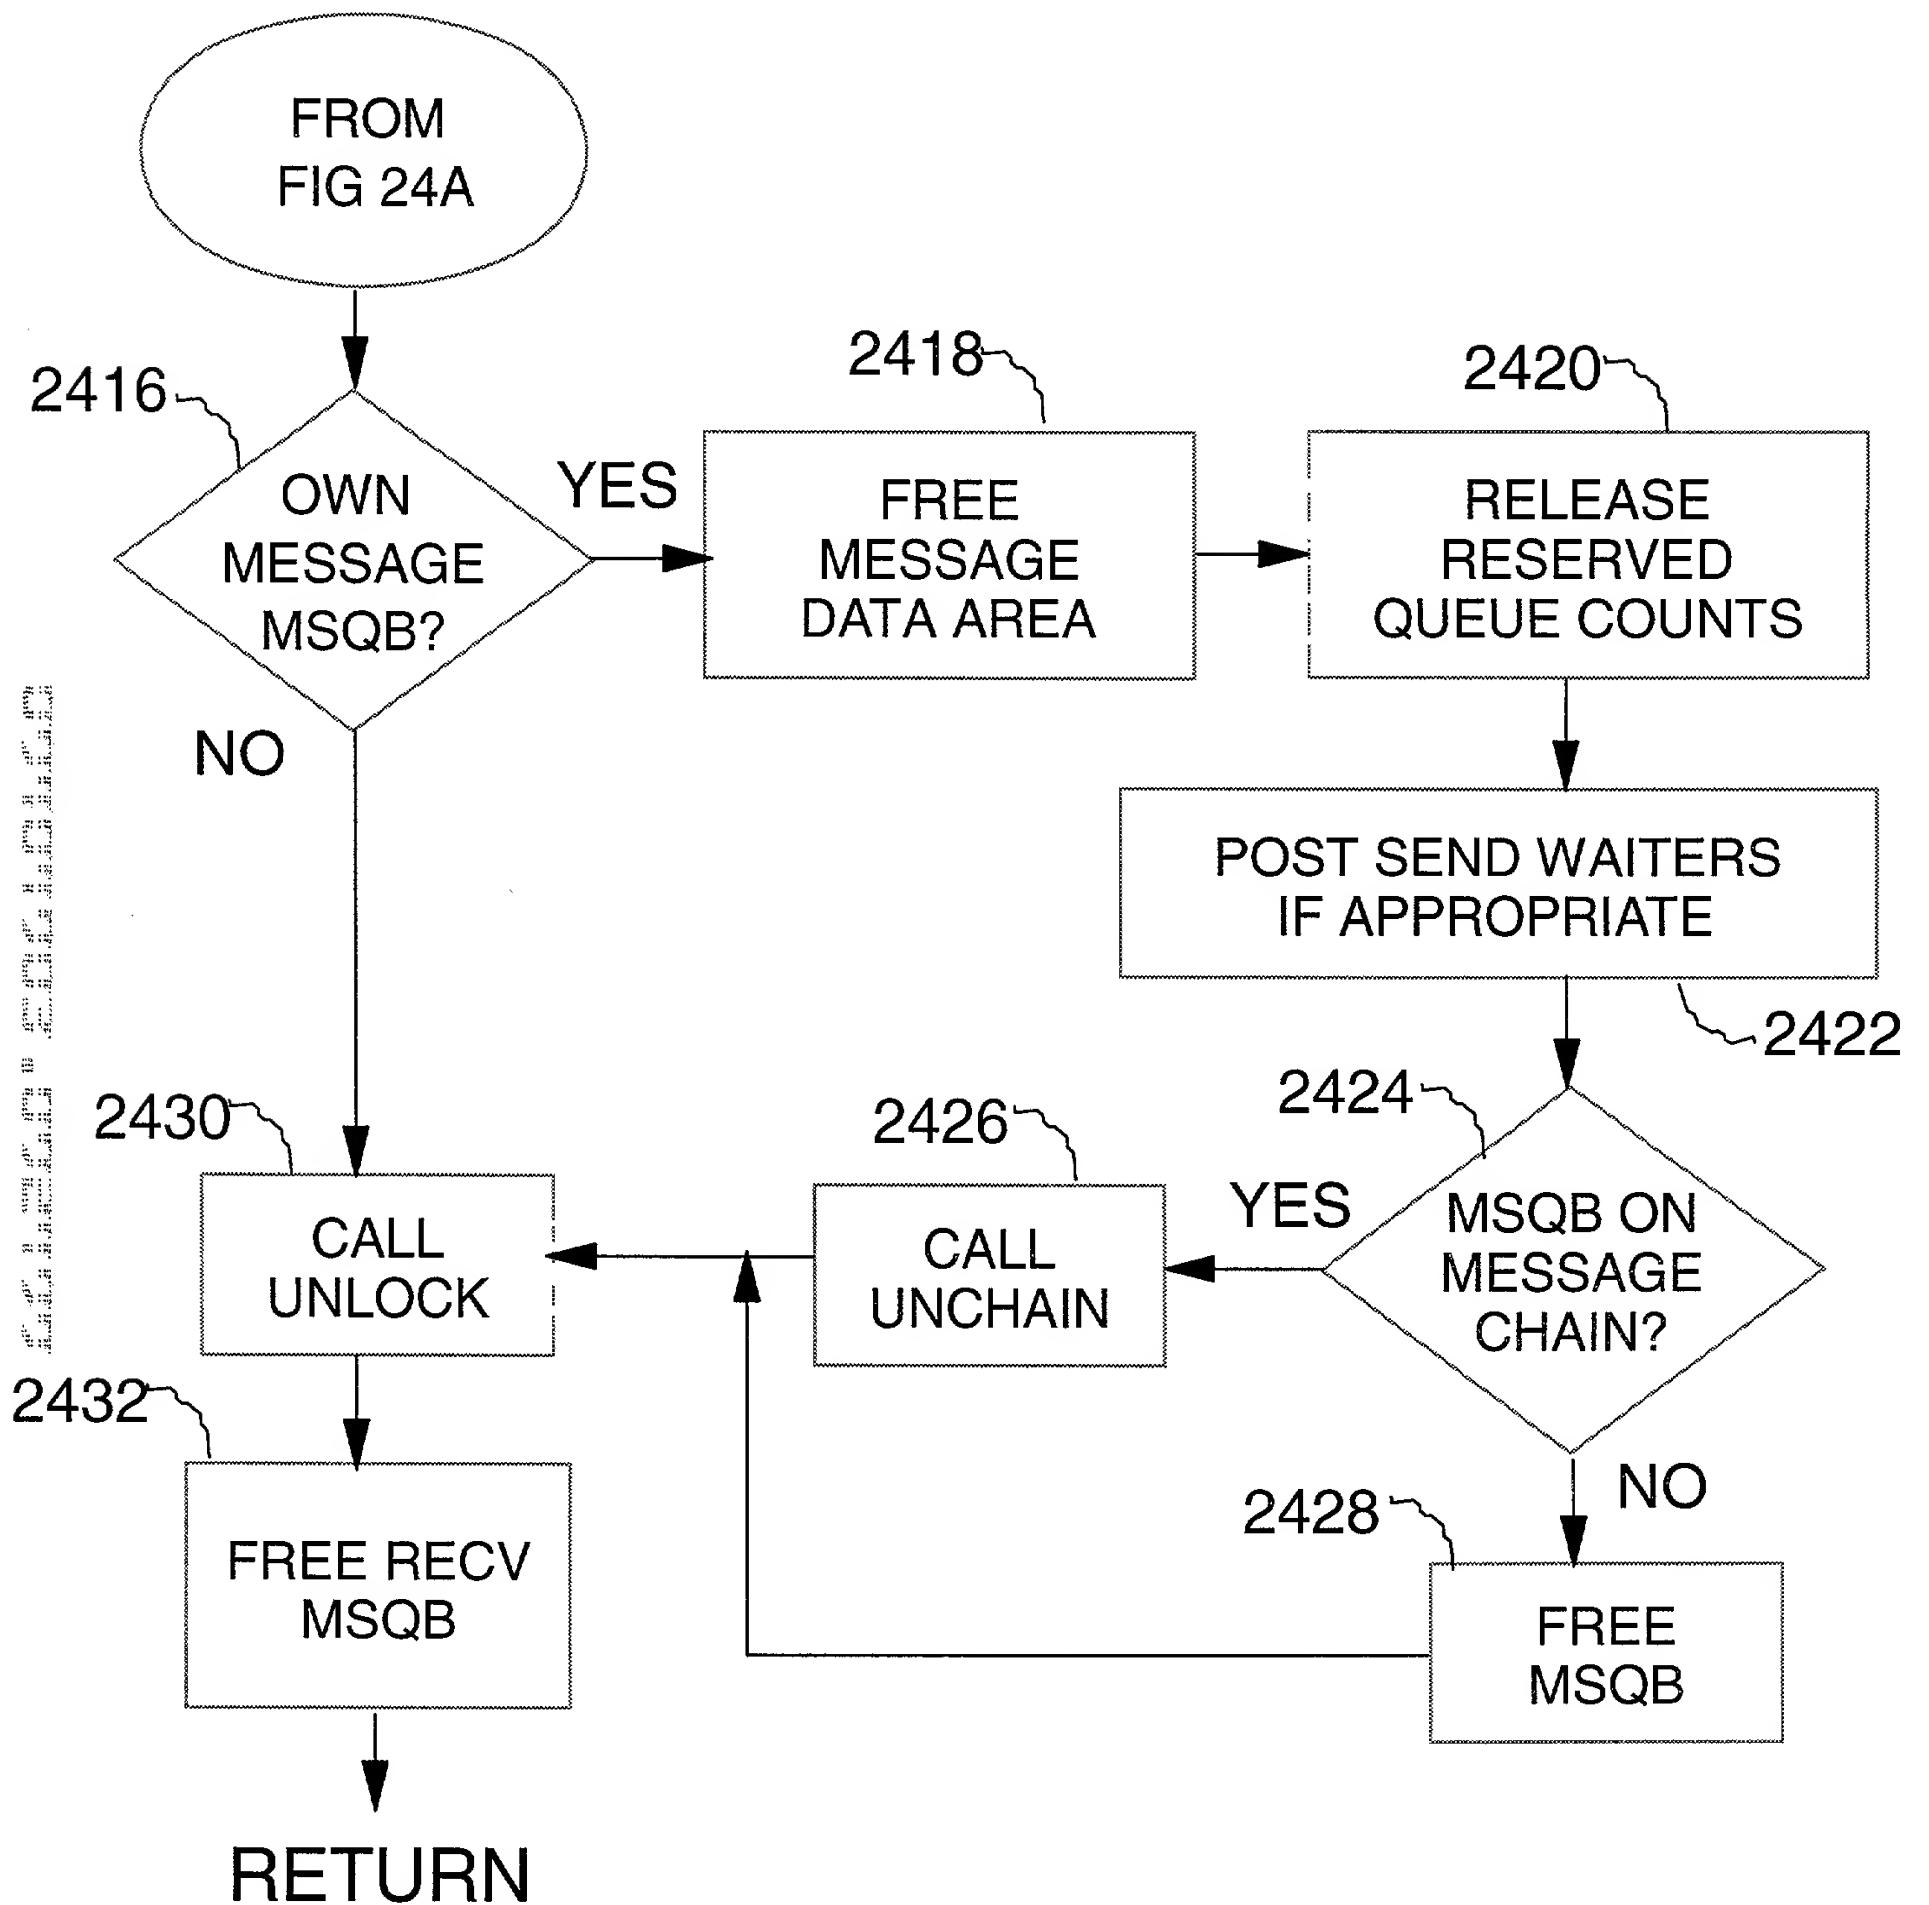 FROM
FIG 24A
2416
OWN
MESSAGE
MSQB?
YES
NO
2418
FREE
MESSAGE
DATA AREA
2420
RELEASE
RESERVED
QUEUE COUNTS
POST SEND WAITERS
IF APPROPRIATE
2422
2424
MSQB ON
MESSAGE
CHAIN?
YES
NO
2426
CALL
UNCHAIN
2428
FREE
MSQB
2430
CALL
UNLOCK
2432
FREE RECV
MSQB
RETURN